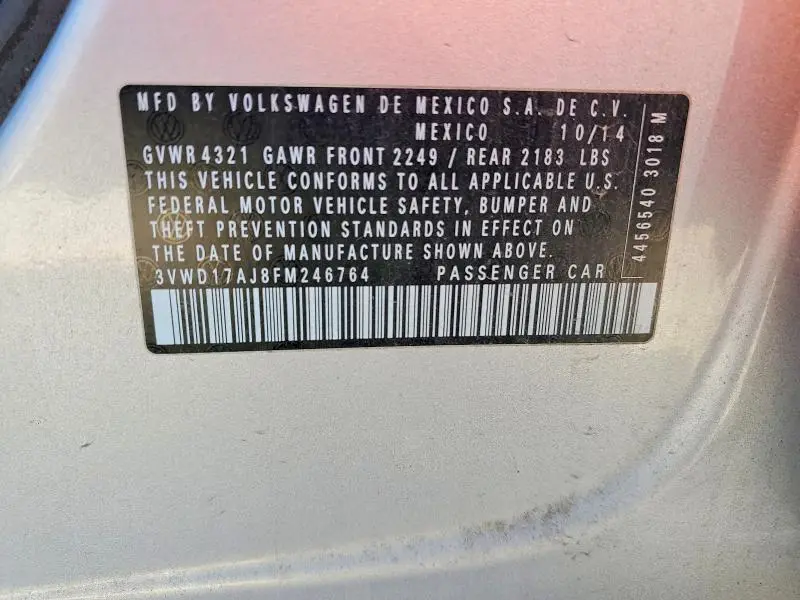 MFD BY VOLKSWAGEN DE MEXICO S.A. DE C.V.
MEXICO 10/14
GVWR 4321 GAWR FRONT 2249 / REAR 2183 LBS
THIS VEHICLE CONFORMS TO ALL APPLICABLE U.S.
FEDERAL MOTOR VEHICLE SAFETY, BUMPER AND
THEFT PREVENTION STANDARDS IN EFFECT ON
THE DATE OF MANUFACTURE SHOWN ABOVE.
3VWD17AJ8FM246764 PASSENGER CAR
4456540 3018 M